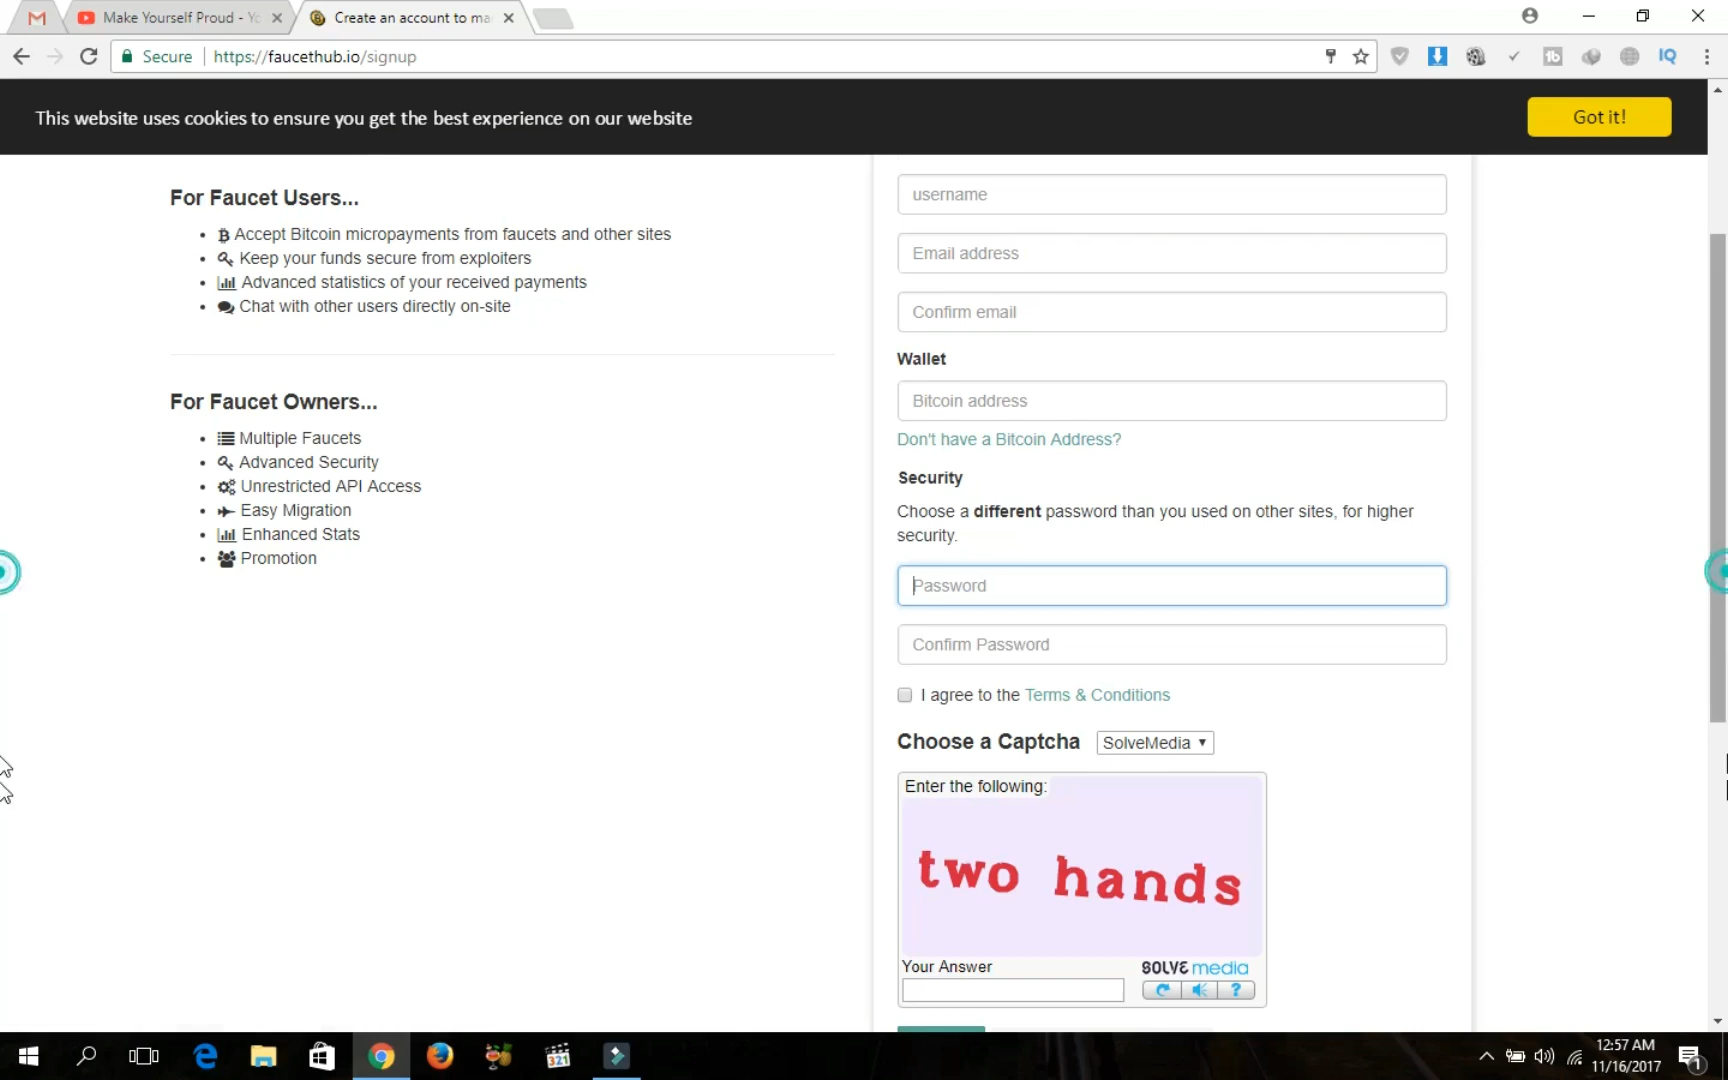 Make Yourself Proud - Yo
Create an account to ma
Secure
https://faucethub.io/signup
IQ
This website uses cookies to ensure you get the best experience on our website
Got it!
For Faucet Users...
Accept Bitcoin micropayments from faucets and other sites
Keep your funds secure from exploiters
Advanced statistics of your received payments
Chat with other users directly on-site
For Faucet Owners...
Multiple Faucets
Advanced Security
Unrestricted API Access
Easy Migration
Enhanced Stats
Promotion
username
Email address
Confirm email
Wallet
Bitcoin address
Don't have a Bitcoin Address?
Security
Choose a different password than you used on other sites, for higher
security.
Password
Confirm Password
I agree to the Terms & Conditions
Choose a Captcha SolveMedia
Enter the following:
two hands
Your Answer
SOLVE media
?
321
12:57 AM
11/16/2017
1